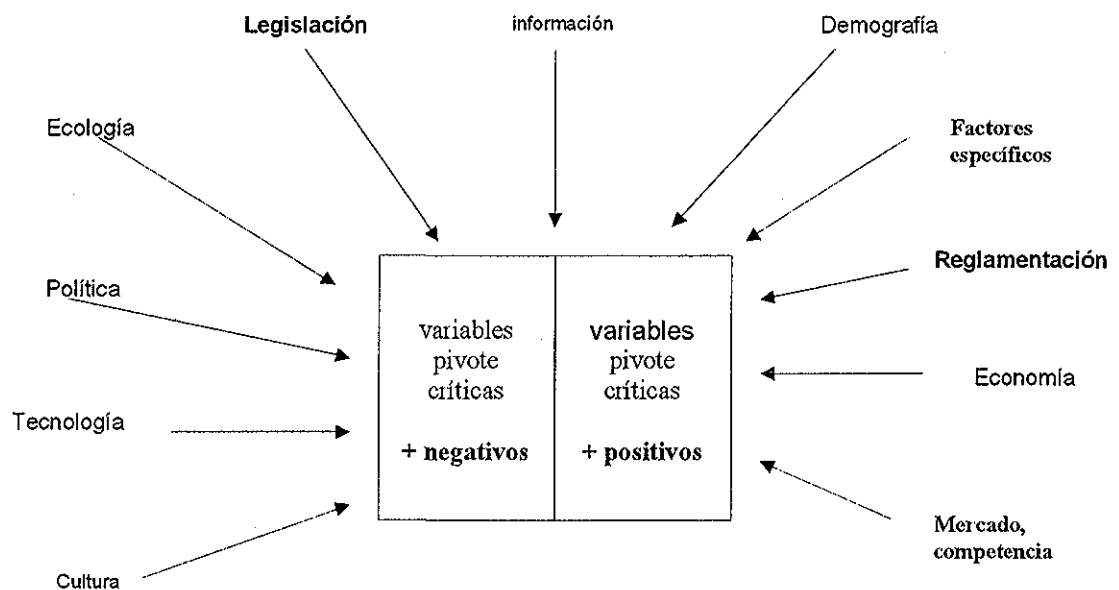 Legislación
información
Demografía
Ecología
Factores
específicos
Política
Reglamentación
variables
pivote
críticas
+ negativos
variables
pivote
críticas
+ positivos
Economía
Tecnología
Mercado,
competencia
Cultura